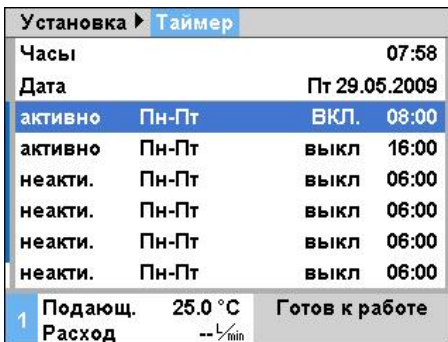 Установка ▶ Таймер
Часы 07:58
Дата Пт 29.05.2009
активно Пн-Пт ВКЛ. 08:00
активно Пн-Пт выкл 16:00
неакти. Пн-Пт выкл 06:00
неакти. Пн-Пт выкл 06:00
неакти. Пн-Пт выкл 06:00
неакти. Пн-Пт выкл 06:00
1 Подающ. 25.0 °C Готов к работе
Расход -- L/min